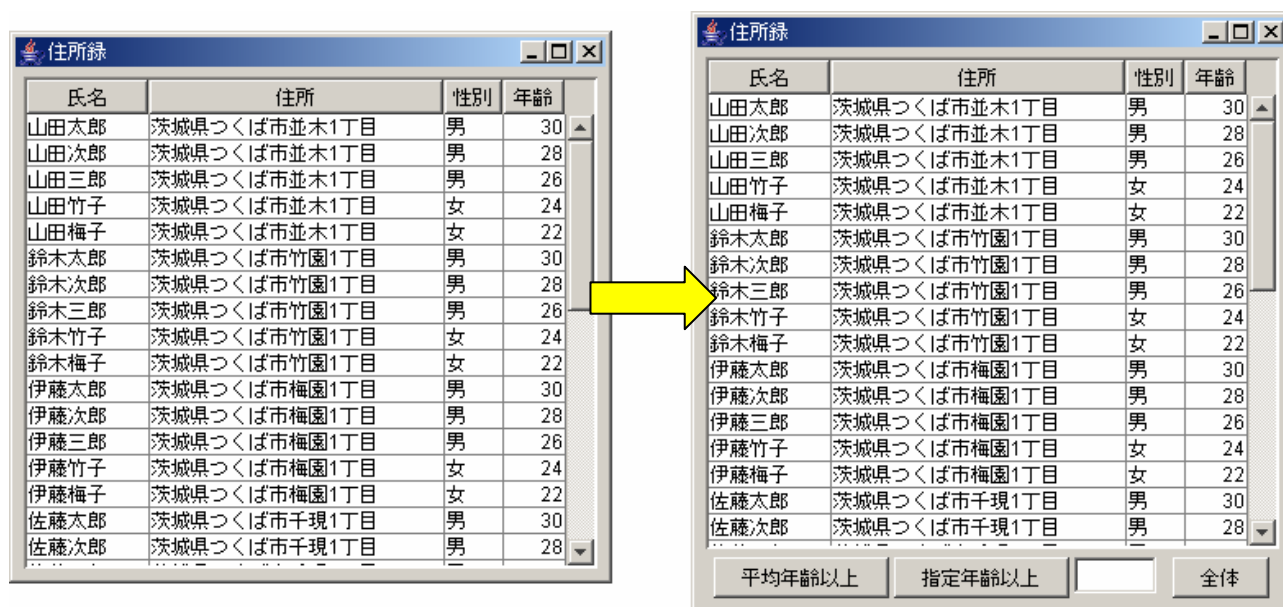 住所録
氏名 住所 性別 年齢
山田太郎 茨城県つくば市並木1丁目 男 30
山田次郎 茨城県つくば市並木1丁目 男 28
山田三郎 茨城県つくば市並木1丁目 男 26
山田竹子 茨城県つくば市並木1丁目 女 24
山田梅子 茨城県つくば市並木1丁目 女 22
鈴木太郎 茨城県つくば市竹園1丁目 男 30
鈴木次郎 茨城県つくば市竹園1丁目 男 28
鈴木三郎 茨城県つくば市竹園1丁目 男 26
鈴木竹子 茨城県つくば市竹園1丁目 女 24
鈴木梅子 茨城県つくば市竹園1丁目 女 22
伊藤太郎 茨城県つくば市梅園1丁目 男 30
伊藤次郎 茨城県つくば市梅園1丁目 男 28
伊藤三郎 茨城県つくば市梅園1丁目 男 26
伊藤竹子 茨城県つくば市梅園1丁目 女 24
伊藤梅子 茨城県つくば市梅園1丁目 女 22
佐藤太郎 茨城県つくば市千現1丁目 男 30
佐藤次郎 茨城県つくば市千現1丁目 男 28
住所録
氏名 住所 性別 年齢
山田太郎 茨城県つくば市並木1丁目 男 30
山田次郎 茨城県つくば市並木1丁目 男 28
山田三郎 茨城県つくば市並木1丁目 男 26
山田竹子 茨城県つくば市並木1丁目 女 24
山田梅子 茨城県つくば市並木1丁目 女 22
鈴木太郎 茨城県つくば市竹園1丁目 男 30
鈴木次郎 茨城県つくば市竹園1丁目 男 28
鈴木三郎 茨城県つくば市竹園1丁目 男 26
鈴木竹子 茨城県つくば市竹園1丁目 女 24
鈴木梅子 茨城県つくば市竹園1丁目 女 22
伊藤太郎 茨城県つくば市梅園1丁目 男 30
伊藤次郎 茨城県つくば市梅園1丁目 男 28
伊藤三郎 茨城県つくば市梅園1丁目 男 26
伊藤竹子 茨城県つくば市梅園1丁目 女 24
伊藤梅子 茨城県つくば市梅園1丁目 女 22
佐藤太郎 茨城県つくば市千現1丁目 男 30
佐藤次郎 茨城県つくば市千現1丁目 男 28
平均年齢以上 指定年齢以上 全体